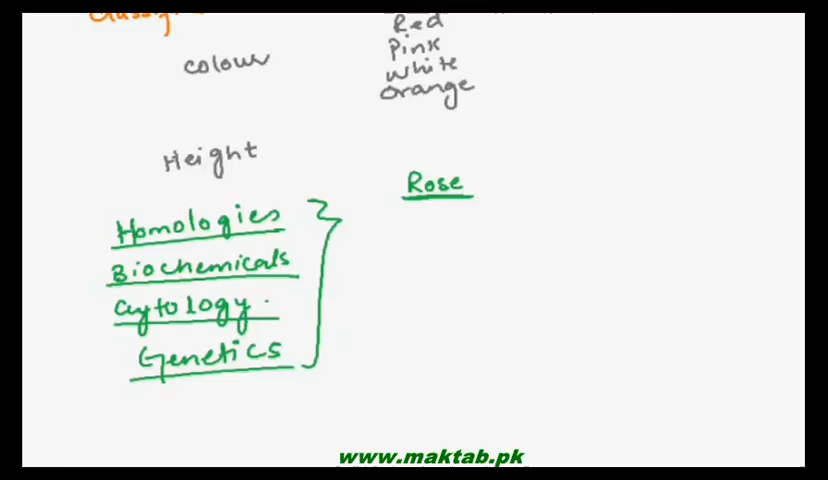 Red
Pink
colour
White
Orange
Height
Rose
Homologies
Biochemicals
Cytology
Genetics
www.maktab.pk